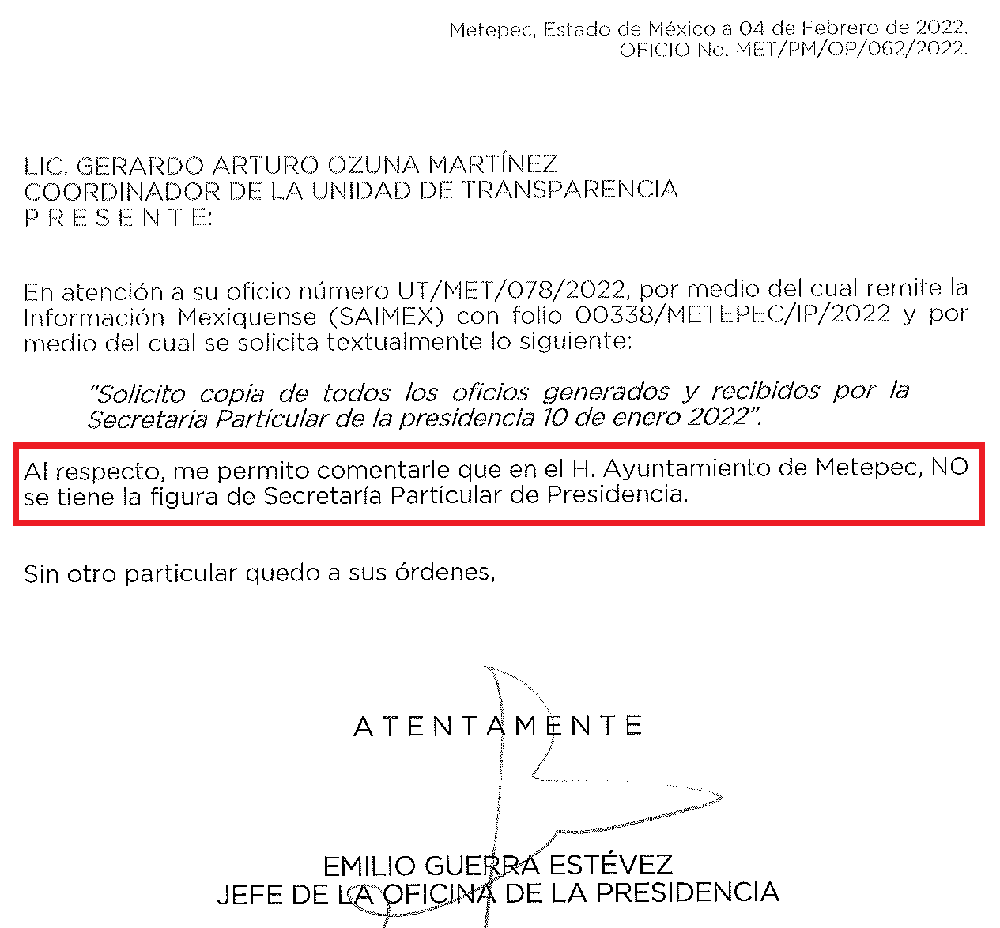 Metepec, Estado de México a 04 de Febrero de 2022.
OFICIO No. MET/PM/OP/062/2022.
LIC. GERARDO ARTURO OZUNA MARTÍNEZ
COORDINADOR DE LA UNIDAD DE TRANSPARENCIA
P R E S E N T E:
En atención a su oficio número UT/MET/078/2022, por medio del cual remite la
Información Mexiquense (SAIMEX) con folio 00338/METEPEC/IP/2022 y por
medio del cual se solicita textualmente lo siguiente:
“Solicito copia de todos los oficios generados y recibidos por la
Secretaria Particular de la presidencia 10 de enero 2022”.
Al respecto, me permito comentarle que en el H. Ayuntamiento de Metepec, NO
se tiene la figura de Secretaría Particular de Presidencia.
Sin otro particular quedo a sus órdenes,
A T E N T A M E N T E
EMILIO GUERRA ESTÉVEZ
JEFE DE LA OFICINA DE LA PRESIDENCIA